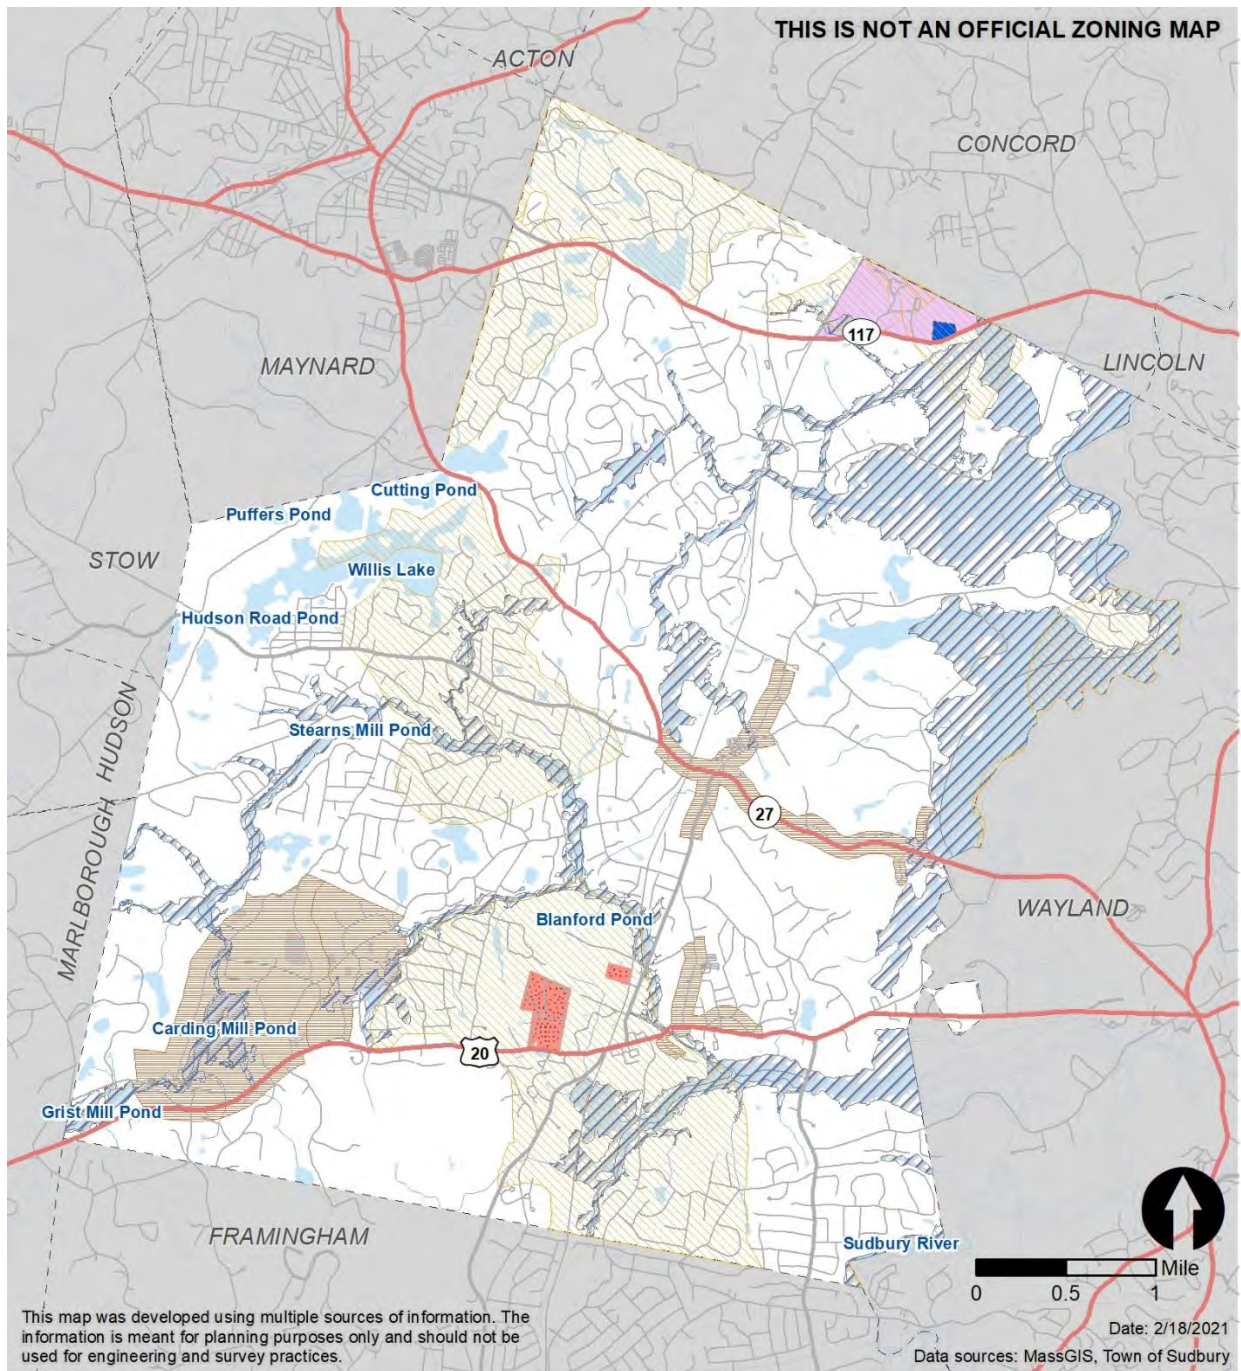 THIS IS NOT AN OFFICIAL ZONING MAP
ACTON
CONCORD
117
LINCOLN
MAYNARD
Cutting Pond
Puffers Pond
STOW
Willis Lake
Hudson Road Pond
HUDSON
Stearns Mill Pond
27
MARLBOROUGH
WAYLAND
Blanford Pond
Carding Mill Pond
20
Grist Mill Pond
FRAMINGHAM
Sudbury River
Mile
0 0.5 1
This map was developed using multiple sources of information. The
information is meant for planning purposes only and should not be
used for engineering and survey practices.
Date: 2/18/2021
Data sources: MassGIS, Town of Sudbury